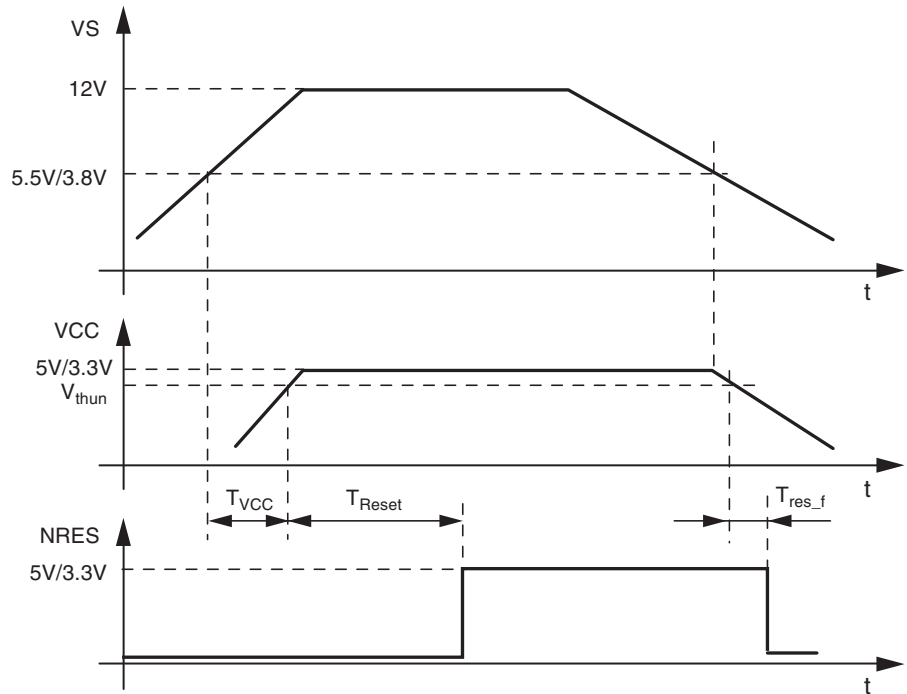 VS
12V
5.5V/3.8V
t
VCC
5V/3.3V
Vthun
t
TVCC
TReset
Tres_f
NRES
5V/3.3V
t